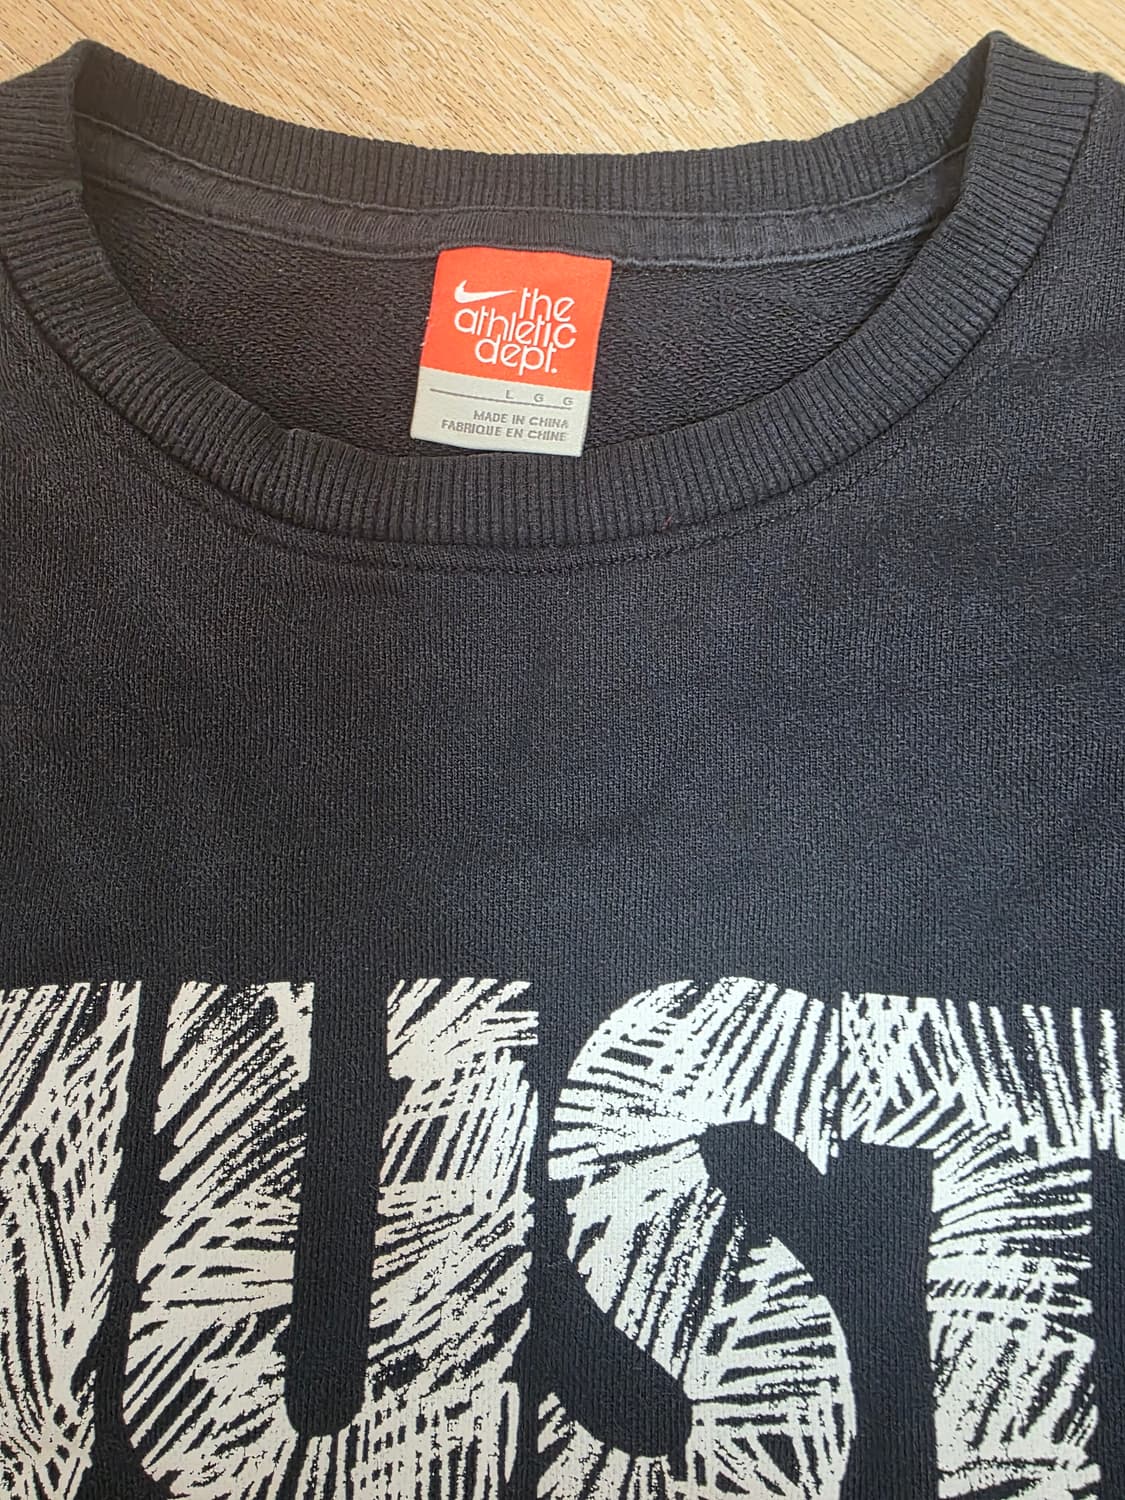 the
athletic
dept.
L G G
MADE IN CHINA
FABRIQUE EN CHINE
JUST